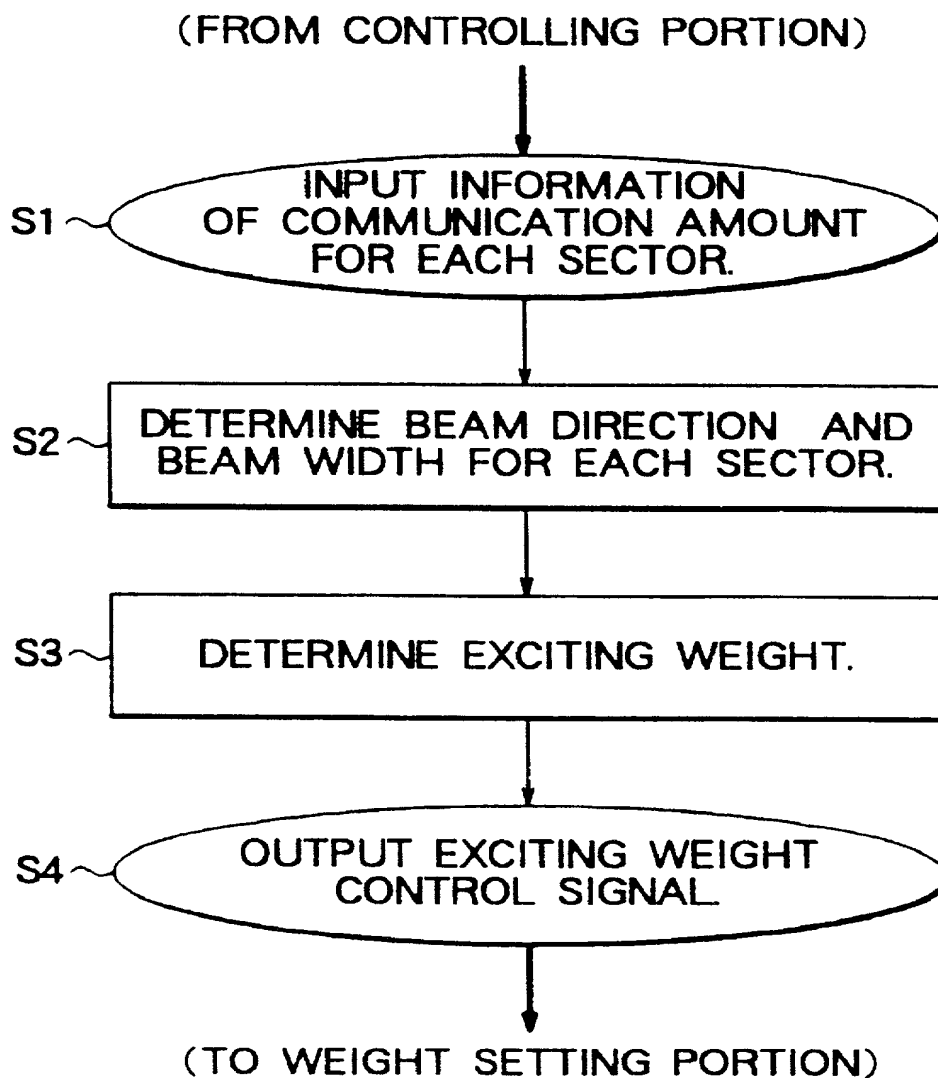 (FROM CONTROLLING PORTION)
S1
INPUT INFORMATION
OF COMMUNICATION AMOUNT
FOR EACH SECTOR.
S2
DETERMINE BEAM DIRECTION AND
BEAM WIDTH FOR EACH SECTOR.
S3
DETERMINE EXCITING WEIGHT.
S4
OUTPUT EXCITING WEIGHT
CONTROL SIGNAL.
(TO WEIGHT SETTING PORTION)